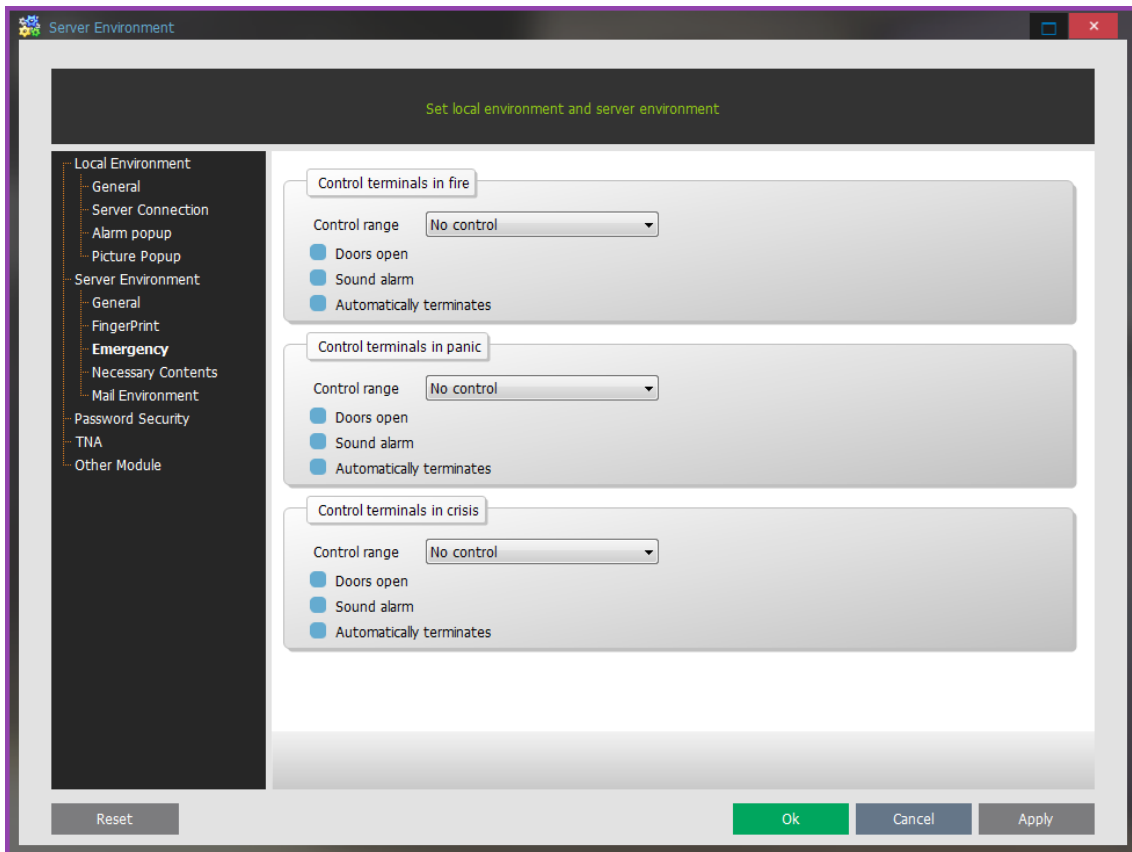 Server Environment
Set local environment and server environment
Local Environment
General
Server Connection
Alarm popup
Picture Popup
Server Environment
General
FingerPrint
Emergency
Necessary Contents
Mail Environment
Password Security
TNA
Other Module
Control terminals in fire
Control range No control
Doors open
Sound alarm
Automatically terminates
Control terminals in panic
Control range No control
Doors open
Sound alarm
Automatically terminates
Control terminals in crisis
Control range No control
Doors open
Sound alarm
Automatically terminates
Reset Ok Cancel Apply